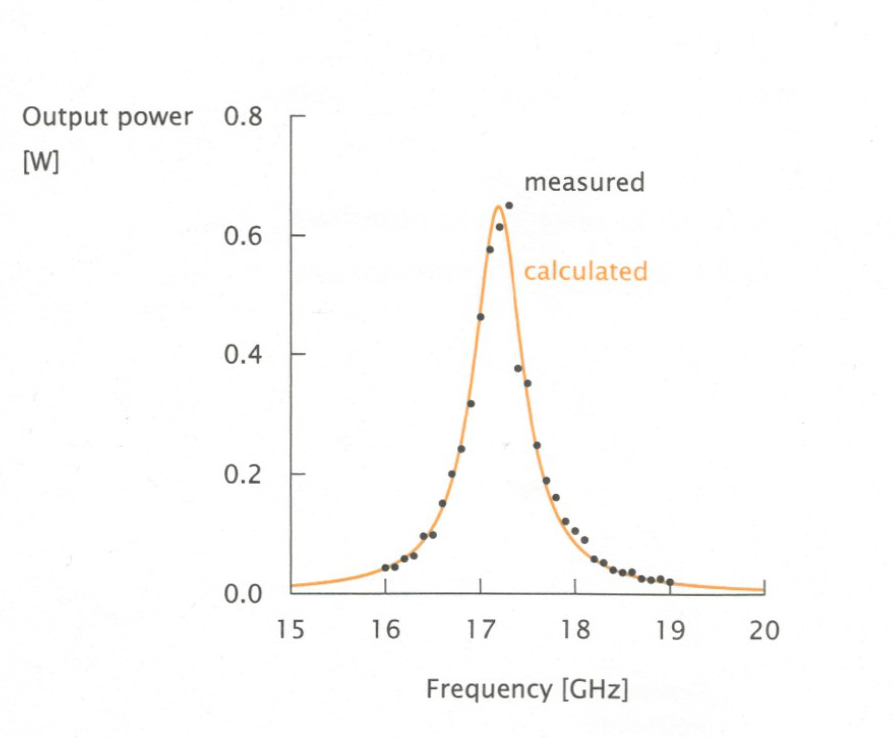 Output power
[W]
0.8
0.6
0.4
0.2
0.0
measured
calculated
15 16 17 18 19 20
Frequency [GHz]